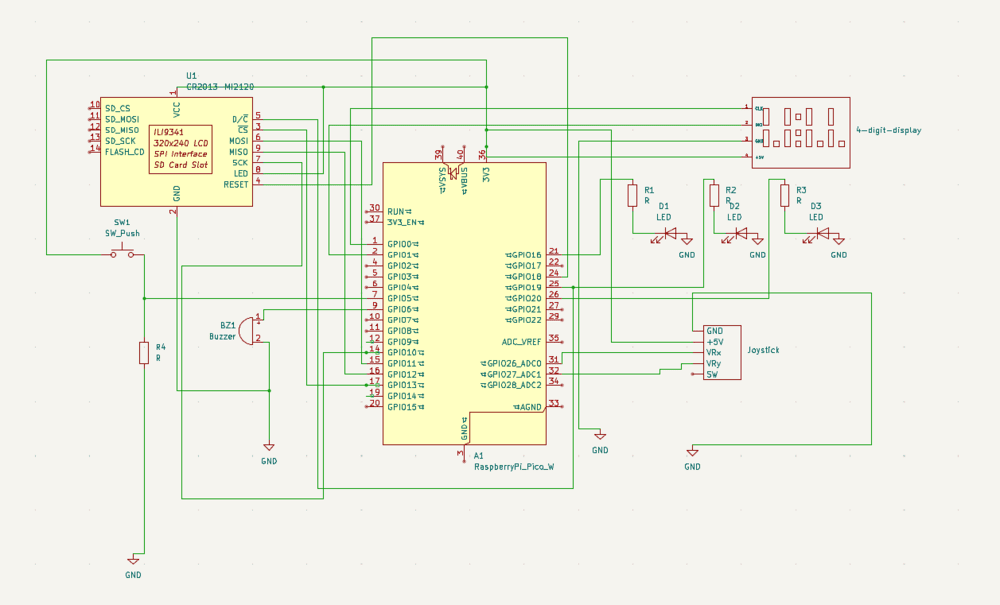 U1
CR2013-MI2120
10 SD_CS
11 SD_MOSI
12 SD_MISO
13 SD_SCK
14 FLASH_CD
1
VCC
ILI9341
320x240 LCD
SPI Interface
SD Card Slot
D/C 5
CS 3
MOSI 6
MISO 9
SCK 7
LED 8
RESET 4
GND
2
SW1
SW_Push
R4
R
GND
BZ1
Buzzer
1
+
2
GND
39
VSYS
40
VBUS
36
3V3
30 RUN
37 3V3_EN
1 GPIO0
2 GPIO1
4 GPIO2
5 GPIO3
6 GPIO4
7 GPIO5
9 GPIO6
10 GPIO7
11 GPIO8
12 GPIO9
14 GPIO10
15 GPIO11
16 GPIO12
17 GPIO13
19 GPIO14
20 GPIO15
GPIO16 21
GPIO17 22
GPIO18 24
GPIO19 25
GPIO20 26
GPIO21 27
GPIO22 29
ADC_VREF 35
GPIO26_ADC0 31
GPIO27_ADC1 32
GPIO28_ADC2 34
AGND 33
GND
3
A1
RaspberryPi_Pico_W
1 CLK
2
3
4 +5V
4-digit-display
R1
R
D1
LED
GND
R2
R
D2
LED
GND
R3
R
D3
LED
GND
GND
+5V
VRx
VRy
SW
Joystick
GND
GND